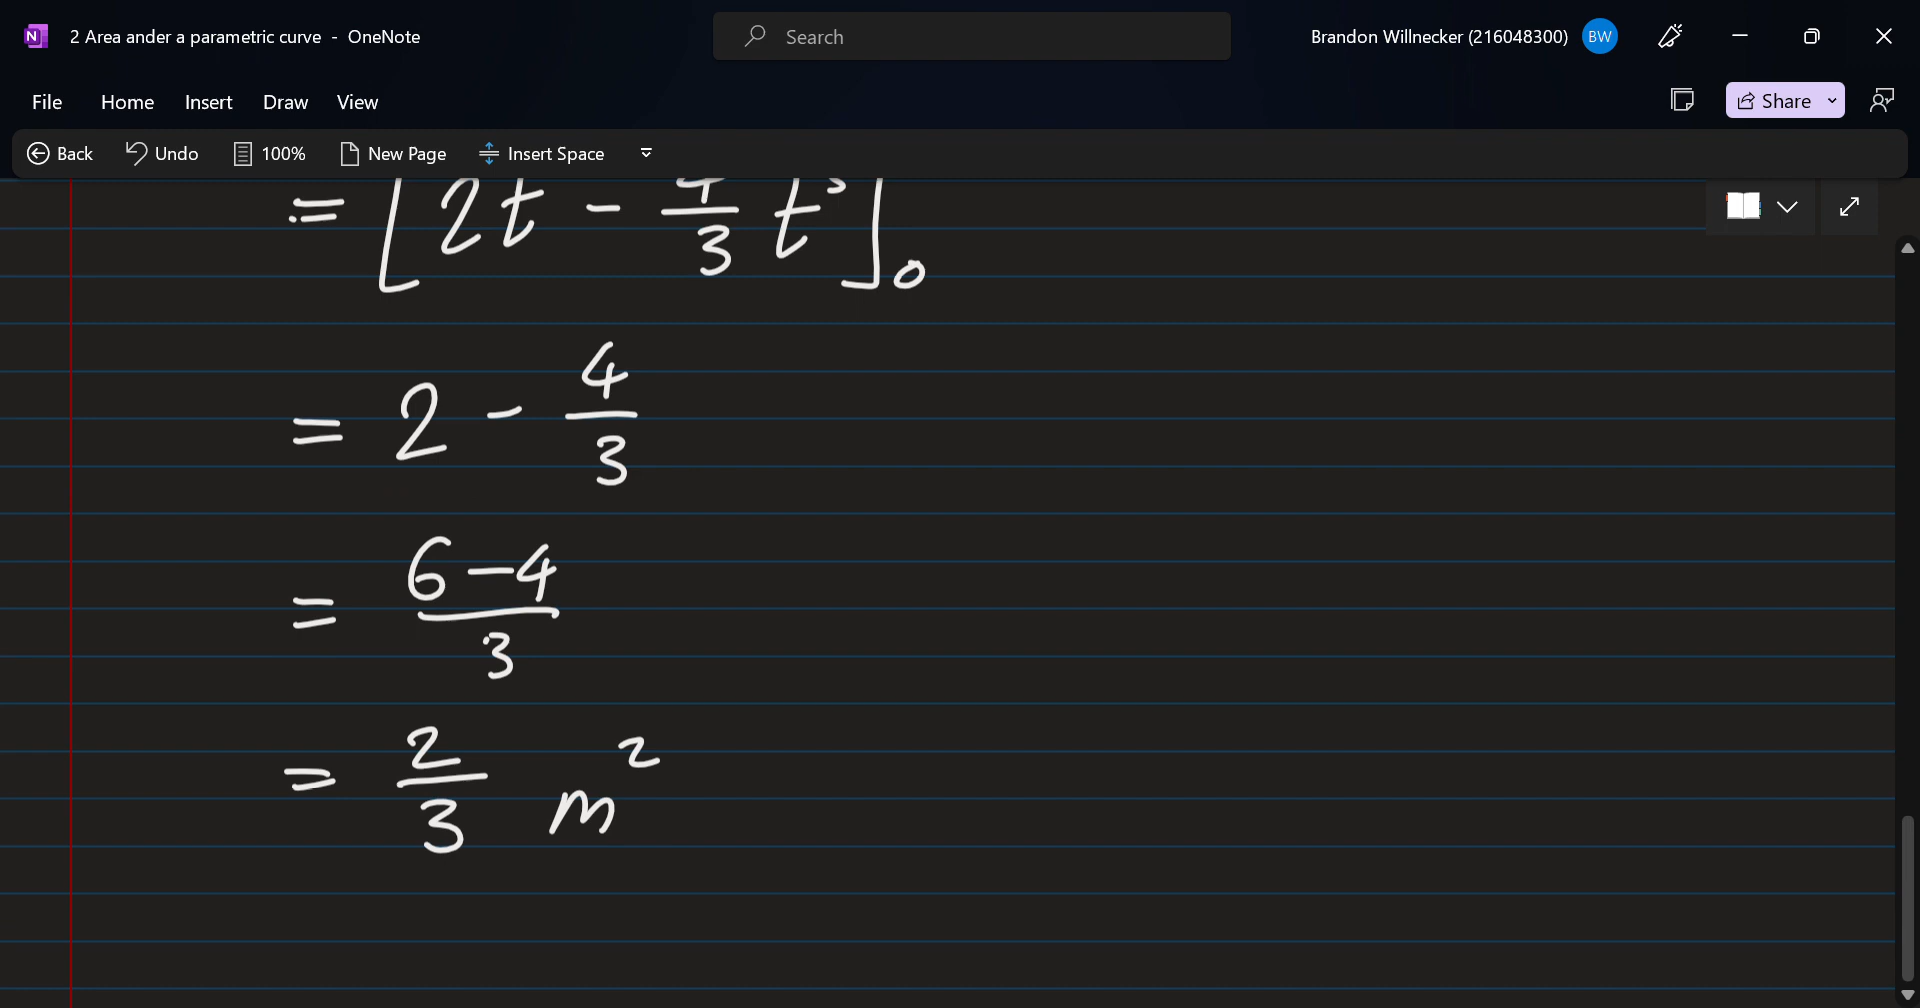 2 Area ander a parametric curve - OneNote
Search
Brandon Willnecker (216048300) BW
File Home Insert Draw View
Share
Back Undo 100% New Page Insert Space
= [2t - 4/3 t³]₀
= 2 - 4/3
= 6-4/3
= 2/3 m²